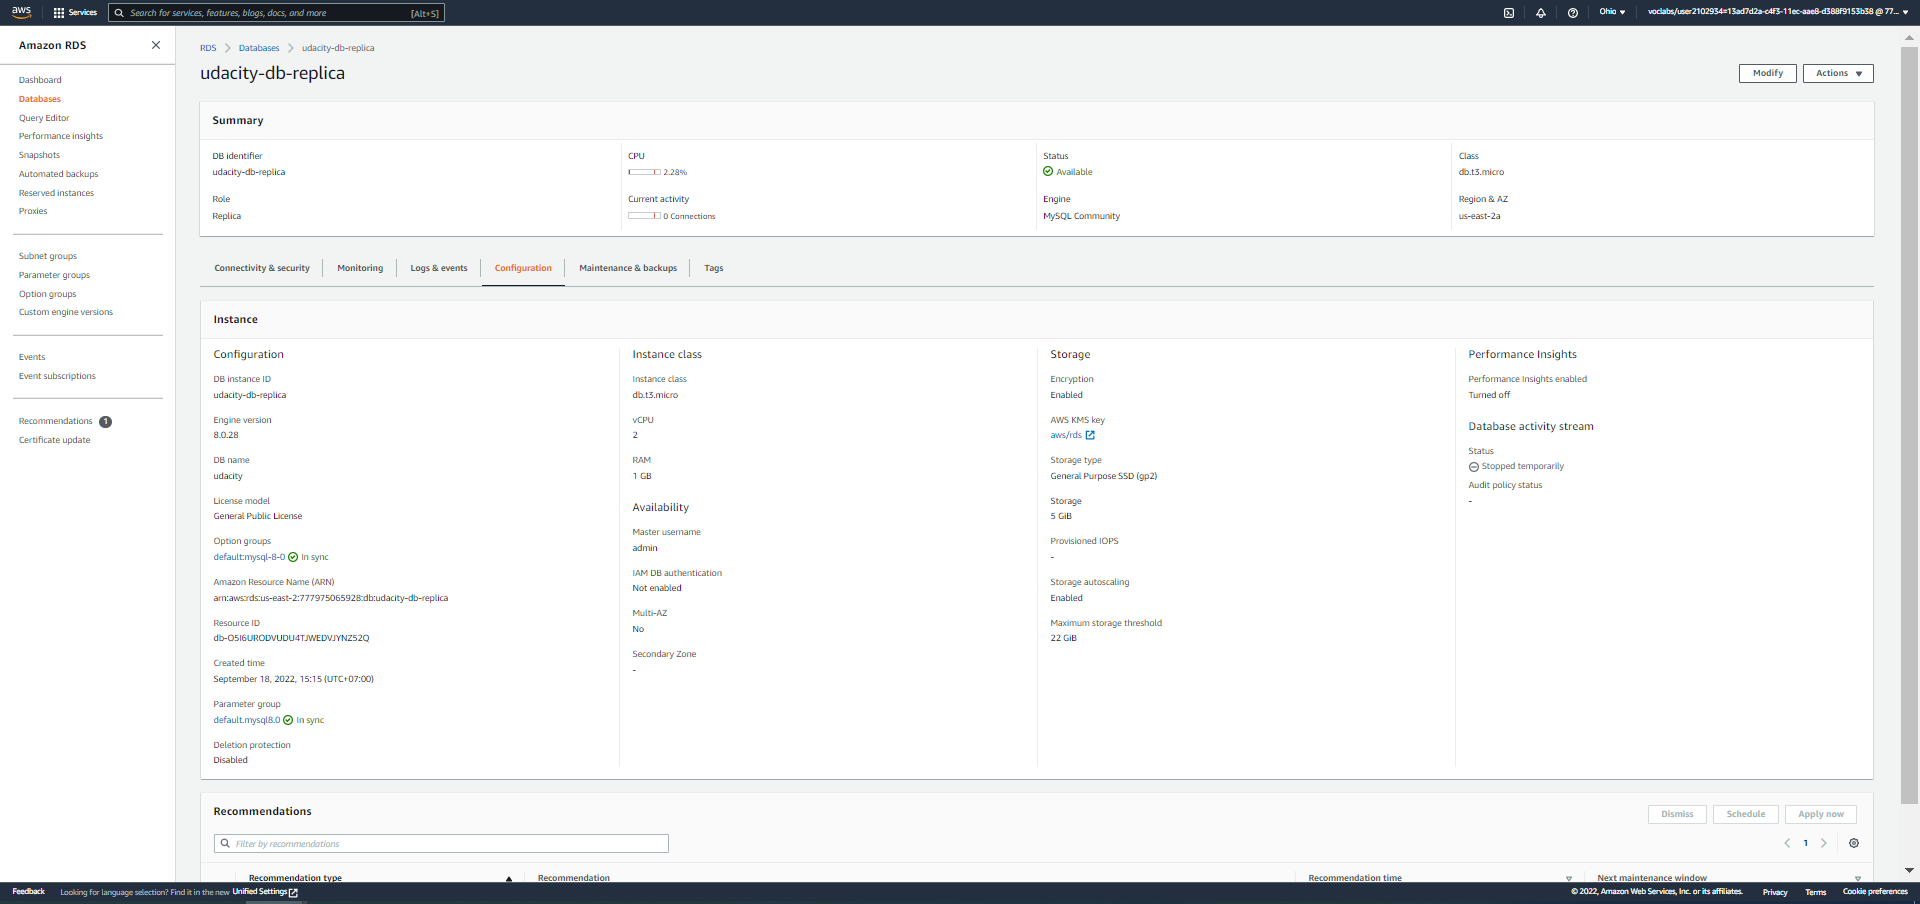 aws Services Search for services, features, blogs, docs, and more [Alt+S] Ohio voclabs/user2102934=13ad7d2a-c4f3-11ec-aae8-d388f9153b38 @ 77...
Amazon RDS
Dashboard
Databases
Query Editor
Performance insights
Snapshots
Automated backups
Reserved instances
Proxies
Subnet groups
Parameter groups
Option groups
Custom engine versions
Events
Event subscriptions
Recommendations 1
Certificate update
RDS Databases udacity-db-replica
udacity-db-replica
Modify Actions
Summary
DB identifier
udacity-db-replica
Role
Replica
CPU
2.28%
Current activity
0 Connections
Status
Available
Engine
MySQL Community
Class
db.t3.micro
Region & AZ
us-east-2a
Connectivity & security Monitoring Logs & events Configuration Maintenance & backups Tags
Instance
Configuration
DB instance ID
udacity-db-replica
Engine version
8.0.28
DB name
udacity
License model
General Public License
Option groups
default:mysql-8-0 In sync
Amazon Resource Name (ARN)
arn:aws:rds:us-east-2:777975065928:db:udacity-db-replica
Resource ID
db-O5I6URODVUDU4TJWEDVJYNZ52Q
Created time
September 18, 2022, 15:15 (UTC+07:00)
Parameter group
default.mysql8.0 In sync
Deletion protection
Disabled
Instance class
Instance class
db.t3.micro
vCPU
2
RAM
1 GB
Availability
Master username
admin
IAM DB authentication
Not enabled
Multi-AZ
No
Secondary Zone
-
Storage
Encryption
Enabled
AWS KMS key
aws/rds
Storage type
General Purpose SSD (gp2)
Storage
5 GiB
Provisioned IOPS
-
Storage autoscaling
Enabled
Maximum storage threshold
22 GiB
Performance Insights
Performance Insights enabled
Turned off
Database activity stream
Status
Stopped temporarily
Audit policy status
-
Recommendations
Dismiss Schedule Apply now
Filter by recommendations
1
Recommendation type Recommendation Recommendation time Next maintenance window
Feedback Looking for language selection? Find it in the new Unified Settings © 2022, Amazon Web Services, Inc. or its affiliates. Privacy Terms Cookie preferences